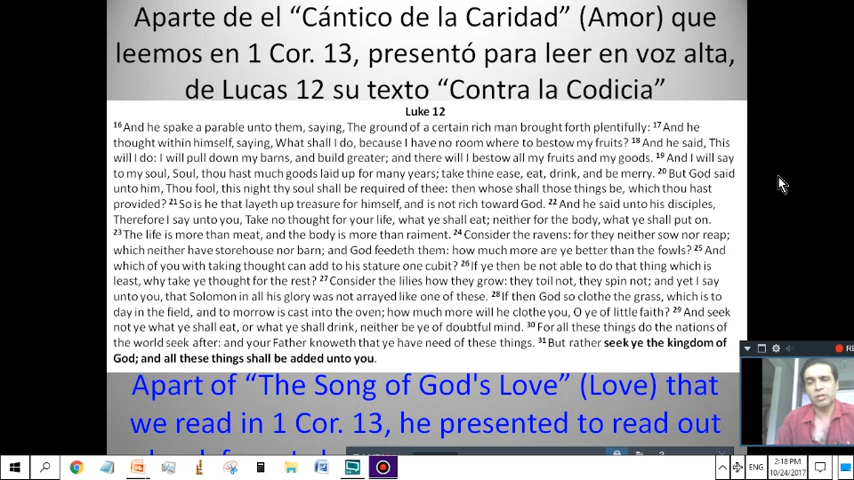 Aparte de el “Cántico de la Caridad” (Amor) que
leemos en 1 Cor. 13, presentó para leer en voz alta,
de Lucas 12 su texto “Contra la Codicia”
Luke 12
16 And he spake a parable unto them, saying, The ground of a certain rich man brought forth plentifully: 17 And he
thought within himself, saying, What shall I do, because I have no room where to bestow my fruits? 18 And he said, This
will I do: I will pull down my barns, and build greater; and there will I bestow all my fruits and my goods. 19 And I will say
to my soul, Soul, thou hast much goods laid up for many years; take thine ease, eat, drink, and be merry. 20 But God said
unto him, Thou fool, this night thy soul shall be required of thee: then whose shall those things be, which thou hast
provided? 21 So is he that layeth up treasure for himself, and is not rich toward God. 22 And he said unto his disciples,
Therefore I say unto you, Take no thought for your life, what ye shall eat; neither for the body, what ye shall put on.
23 The life is more than meat, and the body is more than raiment. 24 Consider the ravens: for they neither sow nor reap;
which neither have storehouse nor barn; and God feedeth them: how much more are ye better than the fowls? 25 And
which of you with taking thought can add to his stature one cubit? 26 If ye then be not able to do that thing which is
least, why take ye thought for the rest? 27 Consider the lilies how they grow: they toil not, they spin not; and yet I say
unto you, that Solomon in all his glory was not arrayed like one of these. 28 If then God so clothe the grass, which is to
day in the field, and to morrow is cast into the oven; how much more will he clothe you, O ye of little faith? 29 And seek
not ye what ye shall eat, or what ye shall drink, neither be ye of doubtful mind. 30 For all these things do the nations of
the world seek after: and your Father knoweth that ye have need of these things. 31 But rather seek ye the kingdom of
God; and all these things shall be added unto you.
Apart of “The Song of God's Love” (Love) that
we read in 1 Cor. 13, he presented to read out
RE
ENG
2:18 PM
10/24/2017